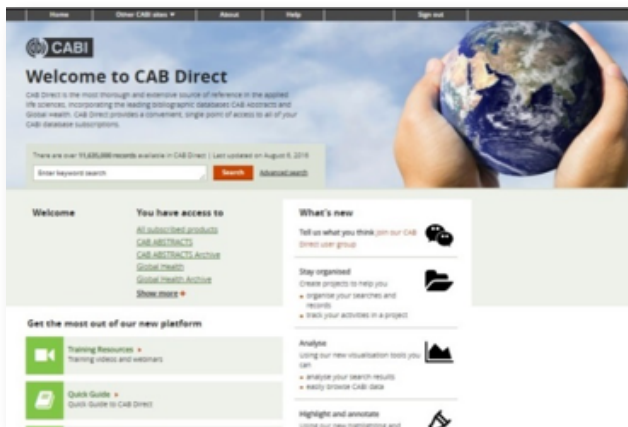 Home
Other CABI sites ▼
About
Help
Sign out
CABI
Welcome to CAB Direct
CAB Direct is the most thorough and extensive source of reference in the applied
life sciences, incorporating the leading bibliographic databases CAB Abstracts and
Global Health. CAB Direct provides a convenient, single point of access to all of your
CABI database subscriptions.
There are over 11,635,000 records available in CAB Direct | Last updated on August 6, 2016
Enter keyword search
Search
Advanced search
Welcome
You have access to
All subscribed products
CAB ABSTRACTS
CAB ABSTRACTS Archive
Global Health
Global Health Archive
Show more
What's new
Tell us what you think join our CAB
Direct user group
Stay organised
Create projects to help you
organise your searches and
records
track your activities in a project
Analyse
Using our new visualisation tools you
can:
analyse your search results
easily browse CABI data
Highlight and annotate
Using our new highlighting and
Get the most out of our new platform
Training Resources
Training videos and webinars
Quick Guide
Quick Guide to CAB Direct